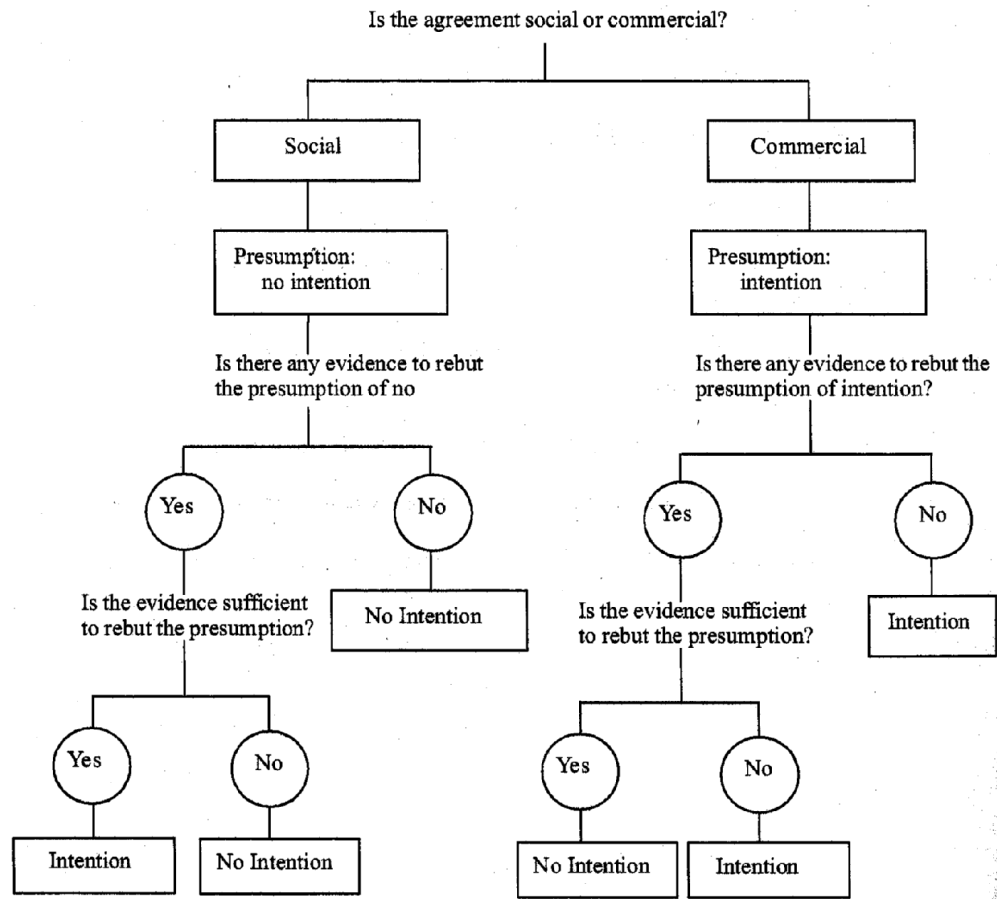 Is the agreement social or commercial?
Social
Commercial
Presumption:
no intention
Presumption:
intention
Is there any evidence to rebut
the presumption of no
Is there any evidence to rebut the
presumption of intention?
Yes
No
Yes
No
Is the evidence sufficient
to rebut the presumption?
No Intention
Is the evidence sufficient
to rebut the presumption?
Intention
Yes
No
Yes
No
Intention
No Intention
No Intention
Intention